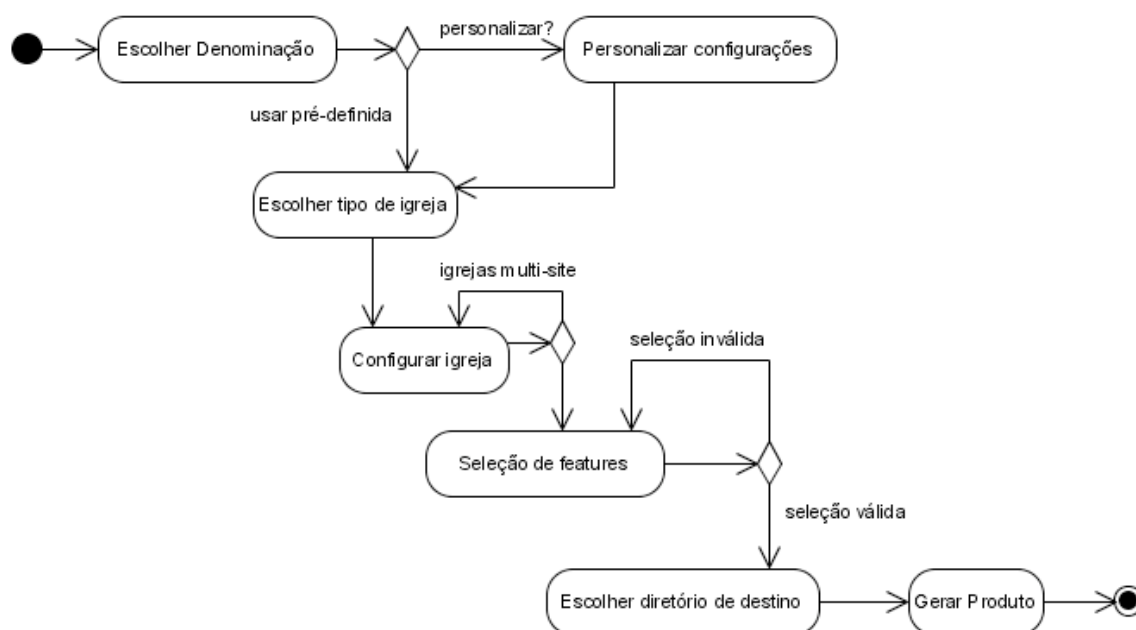 Escolher Denominação
personalizar?
Personalizar configurações
usar pré-definida
Escolher tipo de igreja
igrejas multi-site
Configurar igreja
seleção inválida
Seleção de features
seleção válida
Escolher diretório de destino
Gerar Produto